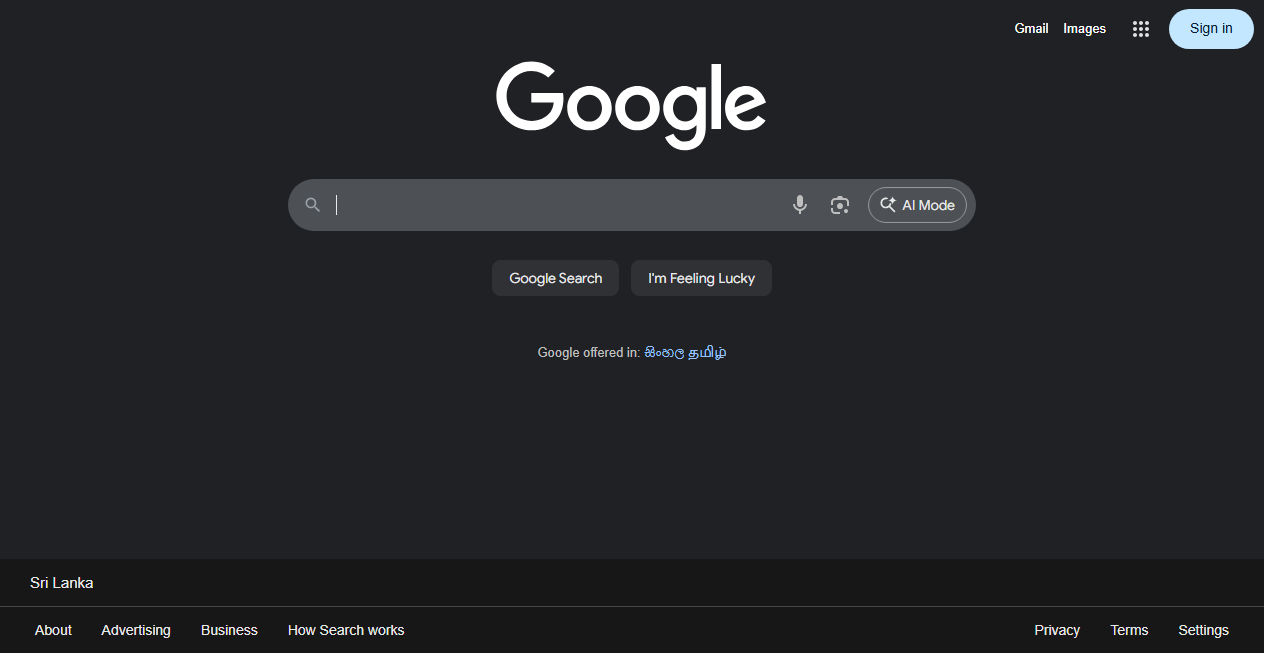 Gmail Images Sign in
Google
AI Mode
Google Search I'm Feeling Lucky
Google offered in: සිංහල தமிழ்
Sri Lanka
About Advertising Business How Search works Privacy Terms Settings